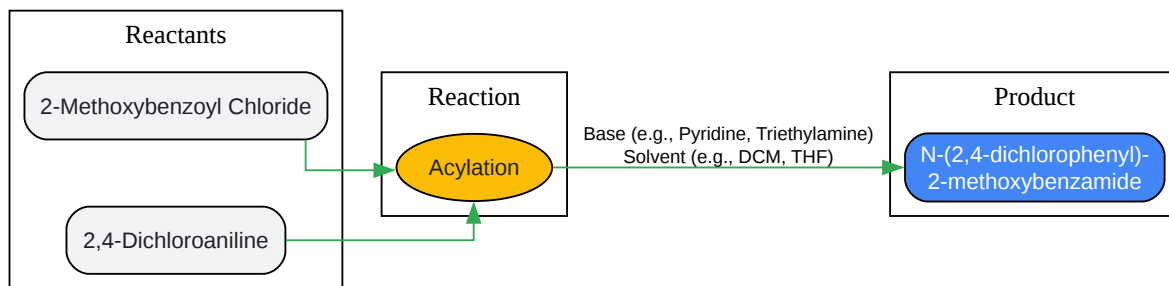 Reactants
2-Methoxybenzoyl Chloride
2,4-Dichloroaniline
Reaction
Acylation
Base (e.g., Pyridine, Triethylamine)
Solvent (e.g., DCM, THF)
Product
N-(2,4-dichlorophenyl)-
2-methoxybenzamide